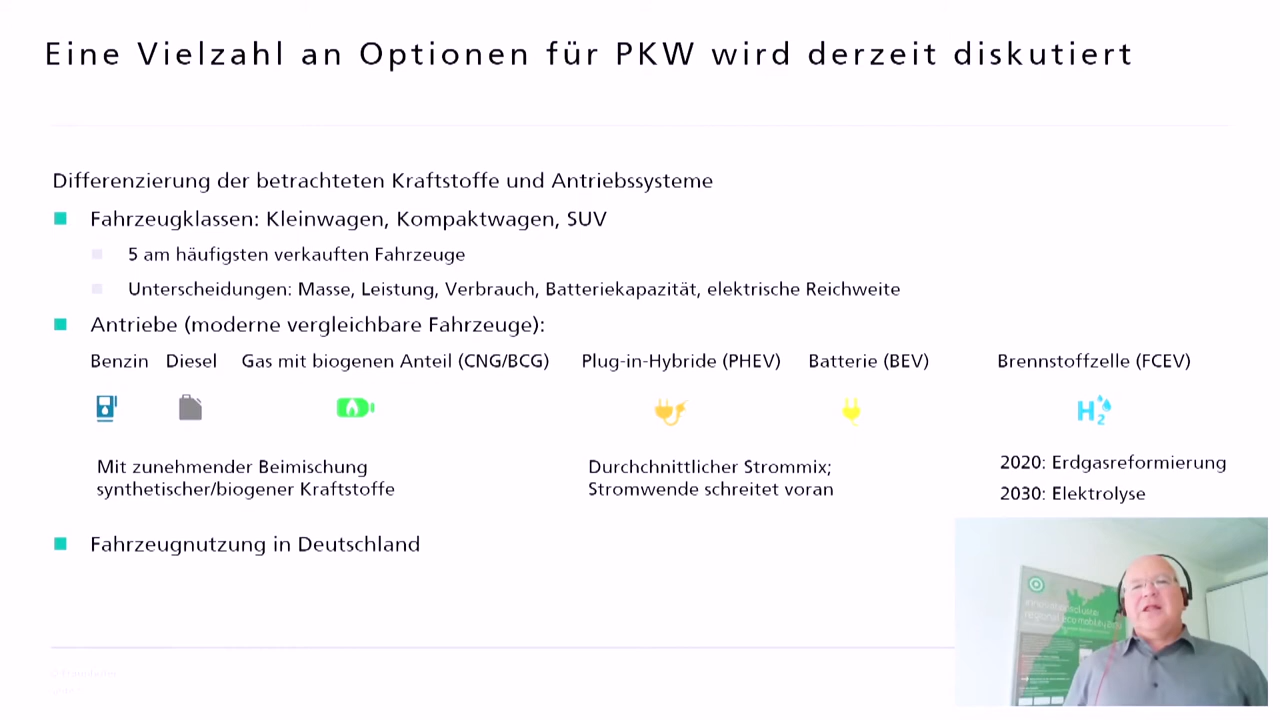 Eine Vielzahl an Optionen für PKW wird derzeit diskutiert
Differenzierung der betrachteten Kraftstoffe und Antriebssysteme
Fahrzeugklassen: Kleinwagen, Kompaktwagen, SUV
5 am häufigsten verkauften Fahrzeuge
Unterscheidungen: Masse, Leistung, Verbrauch, Batteriekapazität, elektrische Reichweite
Antriebe (moderne vergleichbare Fahrzeuge):
Benzin Diesel Gas mit biogenen Anteil (CNG/BCG) Plug-in-Hybride (PHEV) Batterie (BEV) Brennstoffzelle (FCEV)
H2
Mit zunehmender Beimischung
synthetischer/biogener Kraftstoffe
Durchchnittlicher Strommix;
Stromwende schreitet voran
2020: Erdgasreformierung
2030: Elektrolyse
Fahrzeugnutzung in Deutschland
regional eco mobility